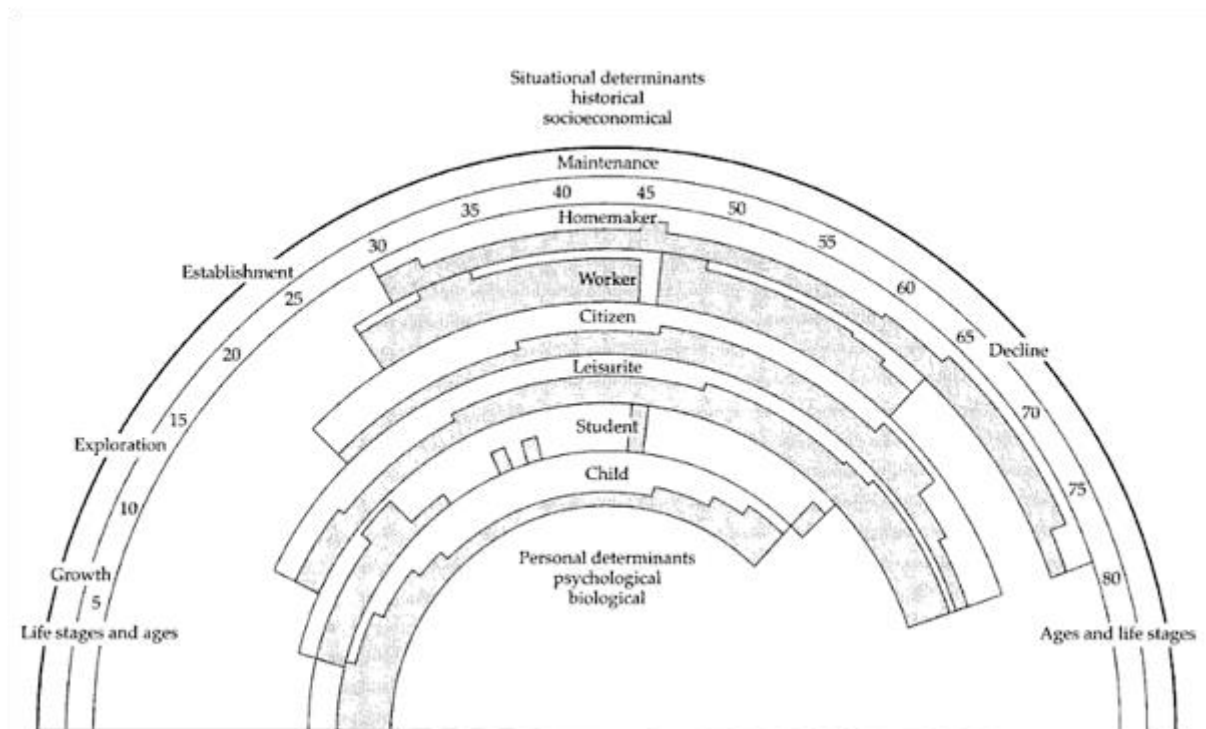 Situational determinants
historical
socioeconomical
Maintenance
40
45
35
50
Homemaker
30
55
Establishment
25
Worker
60
Citizen
20
65
Decline
Leisurite
15
70
Student
Exploration
Child
10
75
Personal determinants
psychological
biological
Growth
5
80
Life stages and ages
Ages and life stages